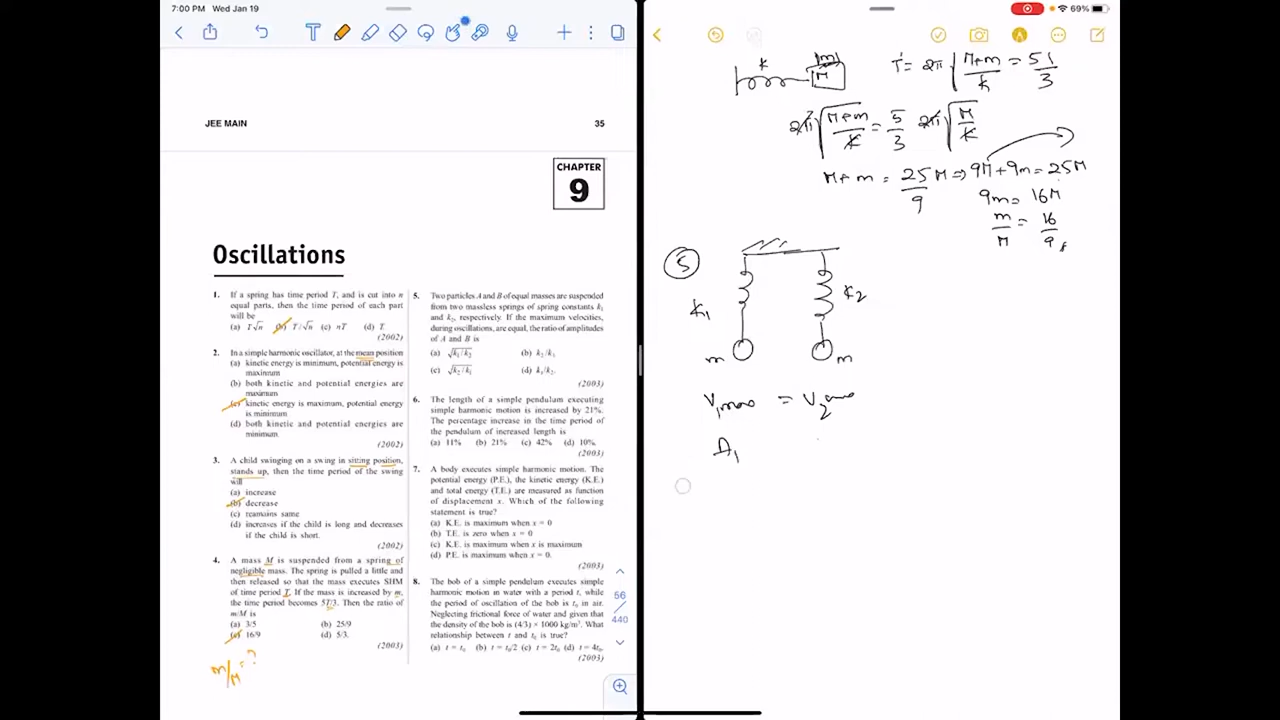 7:00 PM Wed Jan 19
69%
JEE MAIN
35
CHAPTER
9
Oscillations
1. If a spring has time period T, and is cut into n
equal parts, then the time period of each part
will be
(a) T√n (b) T/√n (c) nT (d) T.
(2002)
2. In a simple harmonic oscillator, at the mean position
(a) kinetic energy is minimum, potential energy is
maximum
(b) both kinetic and potential energies are
maximum
(c) kinetic energy is maximum, potential energy
is minimum
(d) both kinetic and potential energies are
minimum
(2002)
3. A child swinging on a swing in sitting position,
stands up, then the time period of the swing
will
(a) increase
(b) decrease
(c) reamains same
(d) increases if the child is long and decreases
if the child is short.
(2002)
4. A mass M is suspended from a spring of
negligible mass. The spring is pulled a little and
then released so that the mass executes SHM
of time period T. If the mass is increased by m,
the time period becomes 5T/3. Then the ratio of
m/M is
(a) 3/5 (b) 25/9
(c) 16/9 (d) 5/3.
(2003)
m/M = ?
5. Two particles A and B of equal masses are suspended
from two massless springs of spring constants k₁
and k₂, respectively. If the maximum velocities,
during oscillations, are equal, the ratio of amplitudes
of A and B is
(a) √k₁/k₂ (b) k₂/k₁
(c) √k₂/k₁ (d) k₁/k₂.
(2003)
6. The length of a simple pendulum executing
simple harmonic motion is increased by 21%.
The percentage increase in the time period of
the pendulum of increased length is
(a) 11% (b) 21% (c) 42% (d) 10%.
(2003)
7. A body executes simple harmonic motion. The
potential energy (P.E.), the kinetic energy (K.E.)
and total energy (T.E.) are measured as function
of displacement x. Which of the following
statement is true?
(a) K.E. is maximum when x = 0
(b) T.E. is zero when x = 0
(c) K.E. is maximum when x is maximum
(d) P.E. is maximum when x = 0.
(2003)
8. The bob of a simple pendulum executes simple
harmonic motion in water with a period t, while
the period of oscillation of the bob is t₀ in air.
Neglecting frictional force of water and given that
the density of the bob is (4/3) × 1000 kg/m³. What
relationship between t and t₀ is true?
(a) t = t₀ (b) t = t₀/2 (c) t = 2t₀ (d) t = 4t₀.
(2003)
56
440
k m M T' = 2π √(M+m/k) = 5T/3
2π √(M+m/k) = 5/3 2π √(M/k)
M+m = 25M/9 ⇒ 9M+9m = 25M
9m = 16M
m/M = 16/9
5
k₁ k₂
m m
V₁max = V₂max
A₁